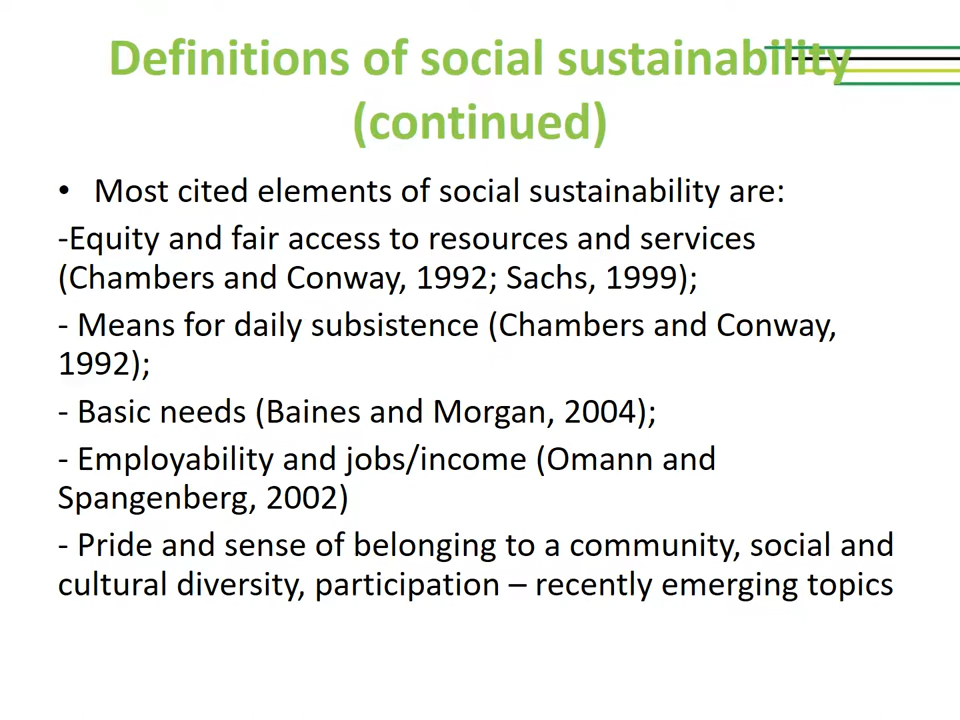 Definitions of social sustainability
(continued)
• Most cited elements of social sustainability are:
-Equity and fair access to resources and services
(Chambers and Conway, 1992; Sachs, 1999);
- Means for daily subsistence (Chambers and Conway,
1992);
- Basic needs (Baines and Morgan, 2004);
- Employability and jobs/income (Omann and
Spangenberg, 2002)
- Pride and sense of belonging to a community, social and
cultural diversity, participation – recently emerging topics